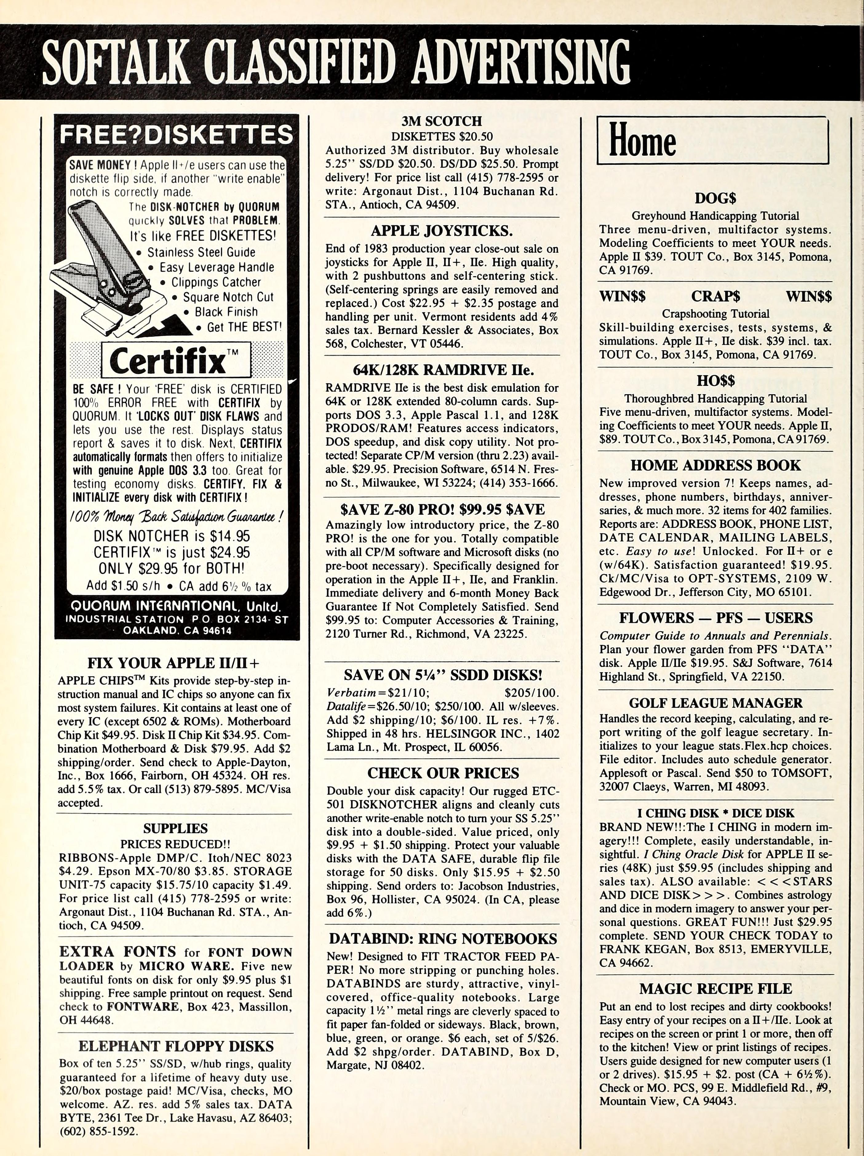 SOFTALK CLASSIFIED ADVERTISING
FREE?DISKETTES
SAVE MONEY! Apple II+/e users can use the
diskette flip side, if another "write enable"
notch is correctly made.
The DISK-NOTCHER by QUORUM
quickly SOLVES that PROBLEM.
It's like FREE DISKETTES!
• Stainless Steel Guide
• Easy Leverage Handle
• Clippings Catcher
• Square Notch Cut
• Black Finish
• Get THE BEST!
Certifix™
BE SAFE! Your 'FREE' disk is CERTIFIED
100% ERROR FREE with CERTIFIX by
QUORUM. It 'LOCKS OUT' DISK FLAWS and
lets you use the rest. Displays status
report & saves it to disk. Next, CERTIFIX
automatically formats then offers to initialize
with genuine Apple DOS 3.3 too. Great for
testing economy disks. CERTIFY, FIX &
INITIALIZE every disk with CERTIFIX!
100% Money Back Satisfaction Guarantee!
DISK NOTCHER is $14.95
CERTIFIX™ is just $24.95
ONLY $29.95 for BOTH!
Add $1.50 s/h • CA add 6½% tax
QUORUM INTERNATIONAL, Unltd.
INDUSTRIAL STATION P O BOX 2134- ST
OAKLAND, CA 94614
FIX YOUR APPLE II/II+
APPLE CHIPS™ Kits provide step-by-step in-
struction manual and IC chips so anyone can fix
most system failures. Kit contains at least one of
every IC (except 6502 & ROMs). Motherboard
Chip Kit $49.95. Disk II Chip Kit $34.95. Com-
bination Motherboard & Disk $79.95. Add $2
shipping/order. Send check to Apple-Dayton,
Inc., Box 1666, Fairborn, OH 45324. OH res.
add 5.5% tax. Or call (513) 879-5895. MC/Visa
accepted.
SUPPLIES
PRICES REDUCED!!
RIBBONS-Apple DMP/C. Itoh/NEC 8023
$4.29. Epson MX-70/80 $3.85. STORAGE
UNIT-75 capacity $15.75/10 capacity $1.49.
For price list call (415) 778-2595 or write:
Argonaut Dist., 1104 Buchanan Rd. STA., An-
tioch, CA 94509.
EXTRA FONTS for FONT DOWN
LOADER by MICRO WARE. Five new
beautiful fonts on disk for only $9.95 plus $1
shipping. Free sample printout on request. Send
check to FONTWARE, Box 423, Massillon,
OH 44648.
ELEPHANT FLOPPY DISKS
Box of ten 5.25'' SS/SD, w/hub rings, quality
guaranteed for a lifetime of heavy duty use.
$20/box postage paid! MC/Visa, checks, MO
welcome. AZ. res. add 5% sales tax. DATA
BYTE, 2361 Tee Dr., Lake Havasu, AZ 86403;
(602) 855-1592.
3M SCOTCH
DISKETTES $20.50
Authorized 3M distributor. Buy wholesale
5.25'' SS/DD $20.50. DS/DD $25.50. Prompt
delivery! For price list call (415) 778-2595 or
write: Argonaut Dist., 1104 Buchanan Rd.
STA., Antioch, CA 94509.
APPLE JOYSTICKS.
End of 1983 production year close-out sale on
joysticks for Apple II, II+, IIe. High quality,
with 2 pushbuttons and self-centering stick.
(Self-centering springs are easily removed and
replaced.) Cost $22.95 + $2.35 postage and
handling per unit. Vermont residents add 4%
sales tax. Bernard Kessler & Associates, Box
568, Colchester, VT 05446.
64K/128K RAMDRIVE IIe.
RAMDRIVE IIe is the best disk emulation for
64K or 128K extended 80-column cards. Sup-
ports DOS 3.3, Apple Pascal 1.1, and 128K
PRODOS/RAM! Features access indicators,
DOS speedup, and disk copy utility. Not pro-
tected! Separate CP/M version (thru 2.23) avail-
able. $29.95. Precision Software, 6514 N. Fres-
no St., Milwaukee, WI 53224; (414) 353-1666.
$AVE Z-80 PRO! $99.95 $AVE
Amazingly low introductory price, the Z-80
PRO! is the one for you. Totally compatible
with all CP/M software and Microsoft disks (no
pre-boot necessary). Specifically designed for
operation in the Apple II+, IIe, and Franklin.
Immediate delivery and 6-month Money Back
Guarantee If Not Completely Satisfied. Send
$99.95 to: Computer Accessories & Training,
2120 Turner Rd., Richmond, VA 23225.
SAVE ON 5¼'' SSDD DISKS!
Verbatim=$21/10; $205/100.
Datalife=$26.50/10; $250/100. All w/sleeves.
Add $2 shipping/10; $6/100. IL res. +7%.
Shipped in 48 hrs. HELSINGOR INC., 1402
Lama Ln., Mt. Prospect, IL 60056.
CHECK OUR PRICES
Double your disk capacity! Our rugged ETC-
501 DISKNOTCHER aligns and cleanly cuts
another write-enable notch to turn your SS 5.25''
disk into a double-sided. Value priced, only
$9.95 + $1.50 shipping. Protect your valuable
disks with the DATA SAFE, durable flip file
storage for 50 disks. Only $15.95 + $2.50
shipping. Send orders to: Jacobson Industries,
Box 96, Hollister, CA 95024. (In CA, please
add 6%.)
DATABIND: RING NOTEBOOKS
New! Designed to FIT TRACTOR FEED PA-
PER! No more stripping or punching holes.
DATABINDS are sturdy, attractive, vinyl-
covered, office-quality notebooks. Large
capacity 1½'' metal rings are cleverly spaced to
fit paper fan-folded or sideways. Black, brown,
blue, green, or orange. $6 each, set of 5/$26.
Add $2 shpg/order. DATABIND, Box D,
Margate, NJ 08402.
Home
DOG$
Greyhound Handicapping Tutorial
Three menu-driven, multifactor systems.
Modeling Coefficients to meet YOUR needs.
Apple II $39. TOUT Co., Box 3145, Pomona,
CA 91769.
WIN$$ CRAP$ WIN$$
Crapshooting Tutorial
Skill-building exercises, tests, systems, &
simulations. Apple II+, IIe disk. $39 incl. tax.
TOUT Co., Box 3145, Pomona, CA 91769.
HO$$
Thoroughbred Handicapping Tutorial
Five menu-driven, multifactor systems. Model-
ing Coefficients to meet YOUR needs. Apple II,
$89. TOUT Co., Box 3145, Pomona, CA 91769.
HOME ADDRESS BOOK
New improved version 7! Keeps names, ad-
dresses, phone numbers, birthdays, anniver-
saries, & much more. 32 items for 402 families.
Reports are: ADDRESS BOOK, PHONE LIST,
DATE CALENDAR, MAILING LABELS,
etc. Easy to use! Unlocked. For II+ or e
(w/64K). Satisfaction guaranteed! $19.95.
Ck/MC/Visa to OPT-SYSTEMS, 2109 W.
Edgewood Dr., Jefferson City, MO 65101.
FLOWERS — PFS — USERS
Computer Guide to Annuals and Perennials.
Plan your flower garden from PFS ''DATA''
disk. Apple II/IIe $19.95. S&J Software, 7614
Highland St., Springfield, VA 22150.
GOLF LEAGUE MANAGER
Handles the record keeping, calculating, and re-
port writing of the golf league secretary. In-
itializes to your league stats.Flex.hcp choices.
File editor. Includes auto schedule generator.
Applesoft or Pascal. Send $50 to TOMSOFT,
32007 Claeys, Warren, MI 48093.
I CHING DISK * DICE DISK
BRAND NEW!!:The I CHING in modern im-
agery!!! Complete, easily understandable, in-
sightful. I Ching Oracle Disk for APPLE II se-
ries (48K) just $59.95 (includes shipping and
sales tax). ALSO available: <<<STARS
AND DICE DISK>>>. Combines astrology
and dice in modern imagery to answer your per-
sonal questions. GREAT FUN!!! Just $29.95
complete. SEND YOUR CHECK TODAY to
FRANK KEGAN, Box 8513, EMERYVILLE,
CA 94662.
MAGIC RECIPE FILE
Put an end to lost recipes and dirty cookbooks!
Easy entry of your recipes on a II+/IIe. Look at
recipes on the screen or print 1 or more, then off
to the kitchen! View or print listings of recipes.
Users guide designed for new computer users (1
or 2 drives). $15.95 + $2. post (CA + 6½%).
Check or MO. PCS, 99 E. Middlefield Rd., #9,
Mountain View, CA 94043.